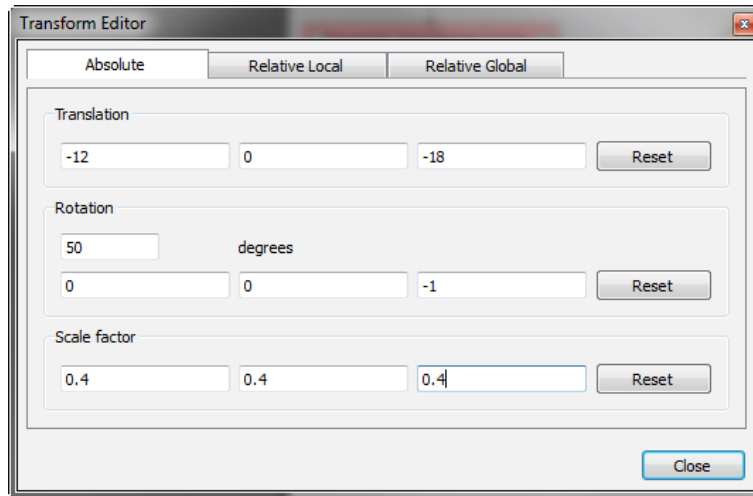 Transform Editor
Absolute Relative Local Relative Global
Translation
-12 0 -18 Reset
Rotation
50 degrees
0 0 -1 Reset
Scale factor
0.4 0.4 0.4 Reset
Close